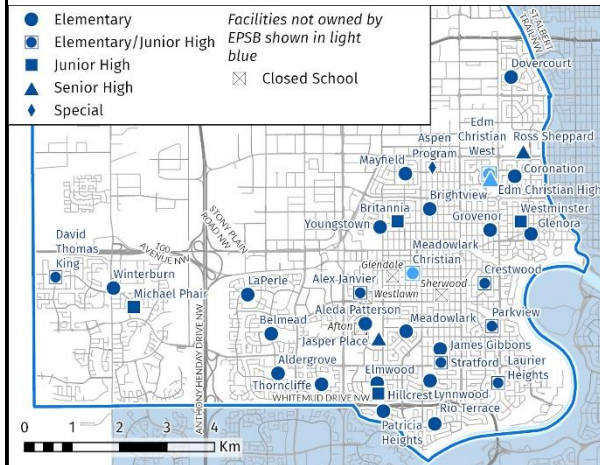 Elementary
Elementary/Junior High
Junior High
Senior High
Special
Facilities not owned by
EPSB shown in light
blue
Closed School
ST. ALBERT
TRAIL NW
Dovercourt
Edm
Christian
West
Ross Sheppard
Aspen
Program
Mayfield
Coronation
Edm Christian High
Brightview
Britannia
Westminster
Grovenor
Glenora
Youngstown
STONY PLAIN
ROAD NW
100
AVENUE NW
David
Thomas
King
Winterburn
Michael Phair
Meadowlark
Christian
Glendale
Crestwood
LaPerle
Alex Janvier
Sherwood
Westlawn
Aleda Patterson
Meadowlark
Parkview
Afton
Belmead
Jasper Place
James Gibbons
Stratford
Laurier
Heights
Aldergrove
Elmwood
Thorncliffe
WHITEMUD DRIVE NW
Hillcrest
Lynnwood
Rio Terrace
Patricia
Heights
ANTHONY HENDAY DRIVE NW
0 1 2 3 4
Km